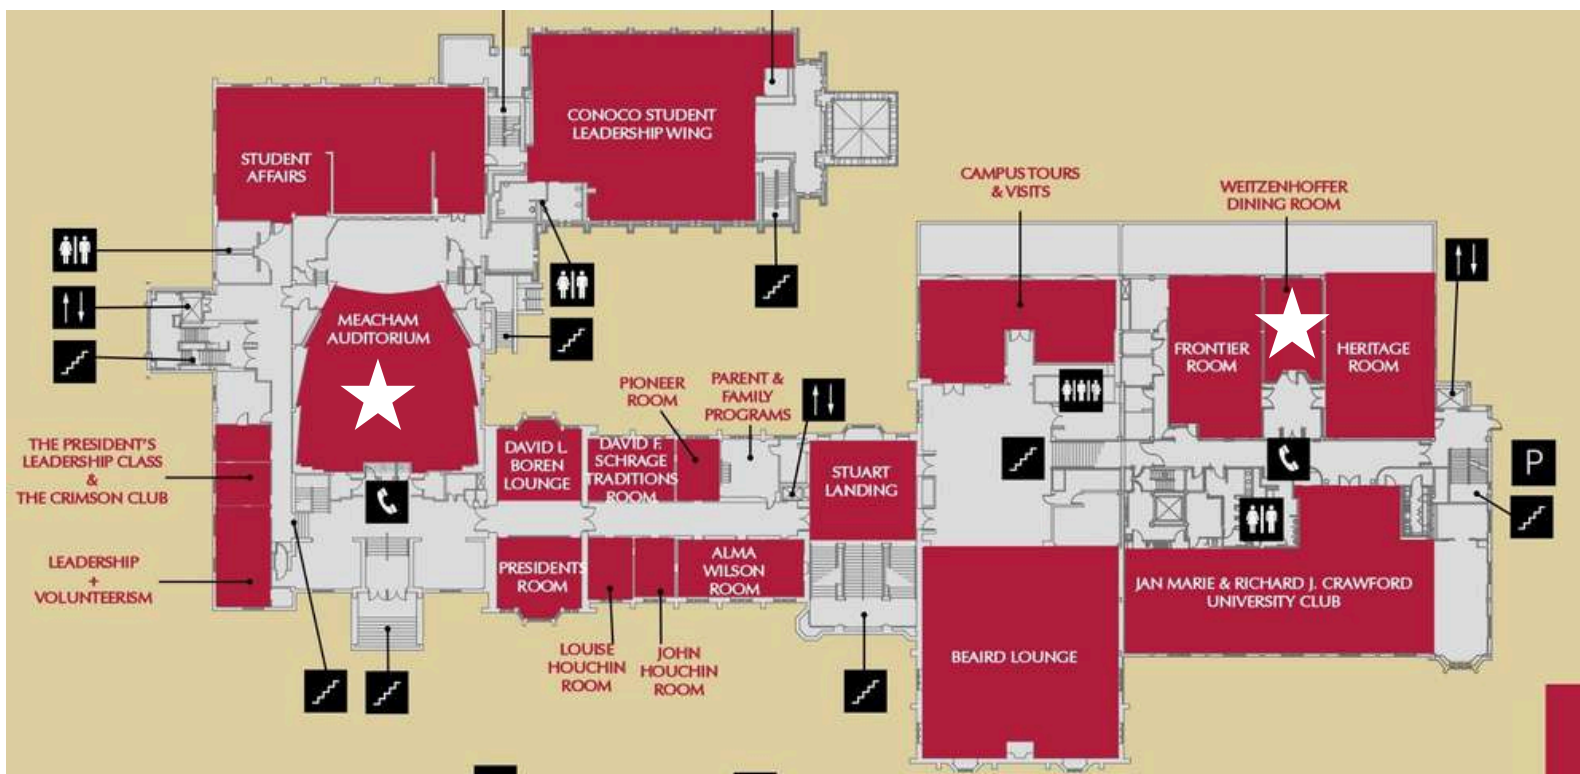 CONOCO STUDENT
LEADERSHIP WING
STUDENT
AFFAIRS
CAMPUS TOURS
& VISITS
WEITZENHOFFER
DINING ROOM
MEACHAM
AUDITORIUM
FRONTIER
ROOM
HERITAGE
ROOM
PIONEER
ROOM
PARENT &
FAMILY
PROGRAMS
THE PRESIDENT'S
LEADERSHIP CLASS
&
THE CRIMSON CLUB
DAVID L.
BOREN
LOUNGE
DAVID F.
SCHRAGE
TRADITIONS
ROOM
STUART
LANDING
P
LEADERSHIP
+
VOLUNTEERISM
PRESIDENTS
ROOM
ALMA
WILSON
ROOM
JAN MARIE & RICHARD J. CRAWFORD
UNIVERSITY CLUB
LOUISE
HOUCHIN
ROOM
JOHN
HOUCHIN
ROOM
BEAIRD LOUNGE